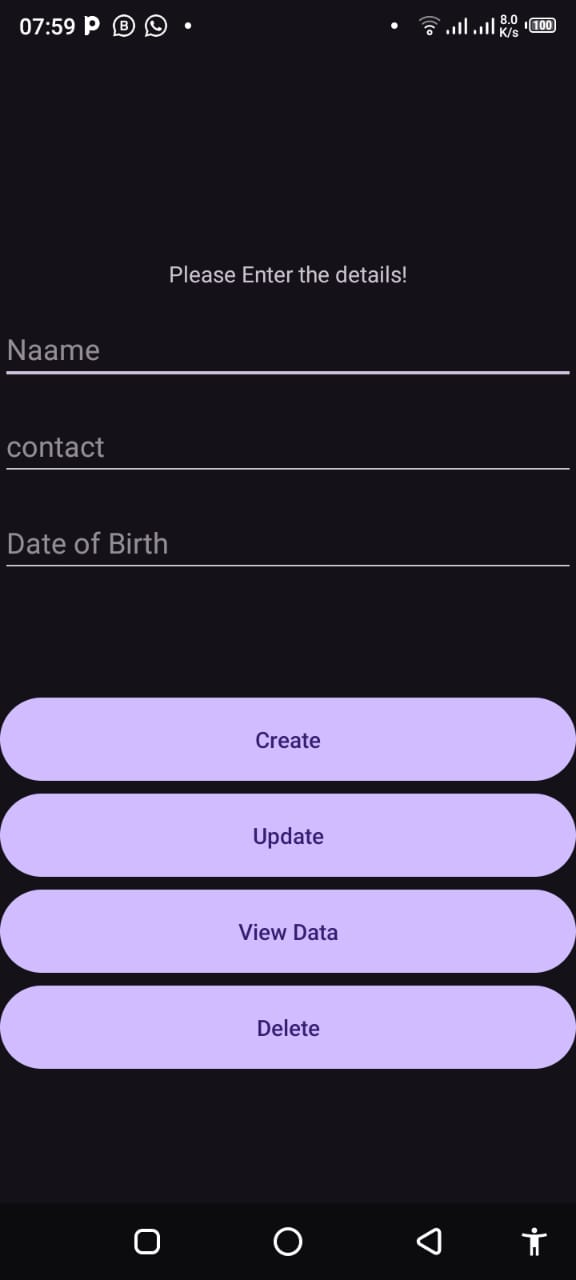 07:59
8.0
K/s
100
Please Enter the details!
Naame
contact
Date of Birth
Create
Update
View Data
Delete